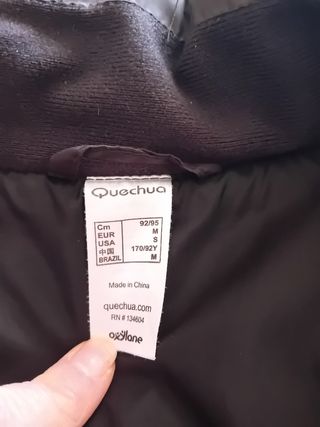 Quechua
Cm 92/95
EUR M
USA S
中国 170/92Y
BRAZIL M
Made in China
quechua.com
RN # 134604
oxylane